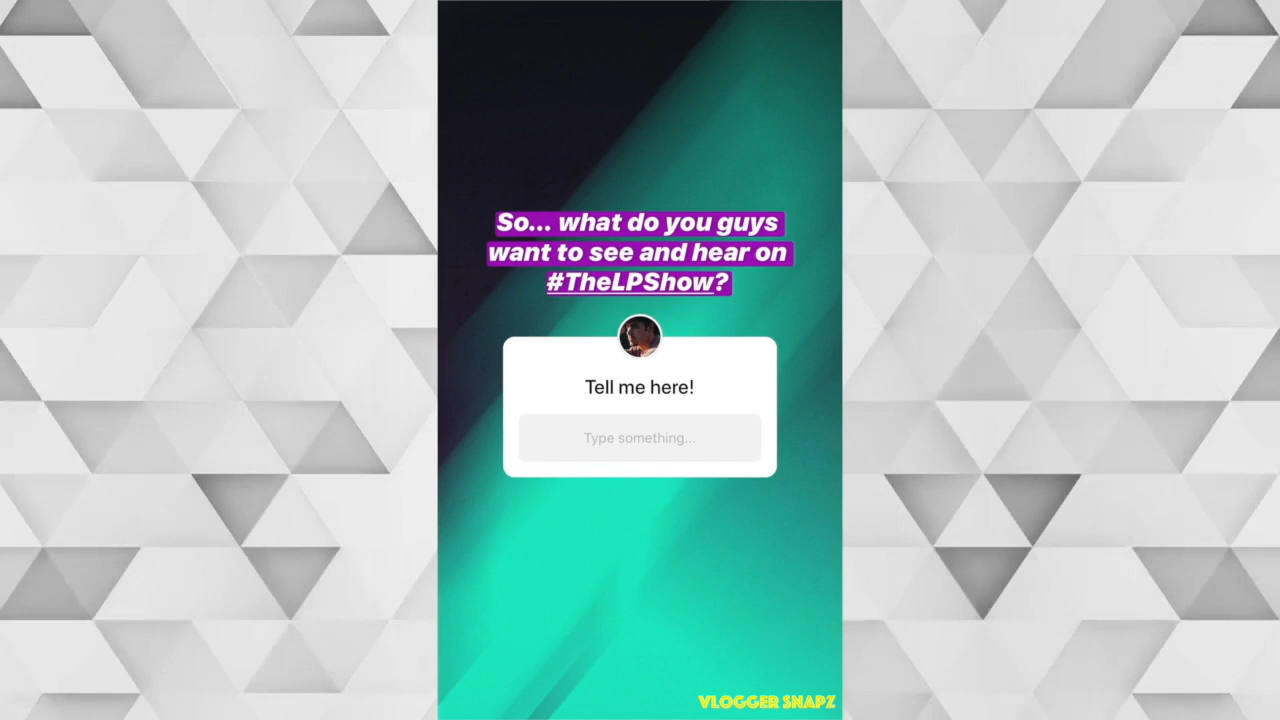 So... what do you guys
want to see and hear on
#TheLPShow?
Tell me here!
Type something...
VLOGGER SNAPZ